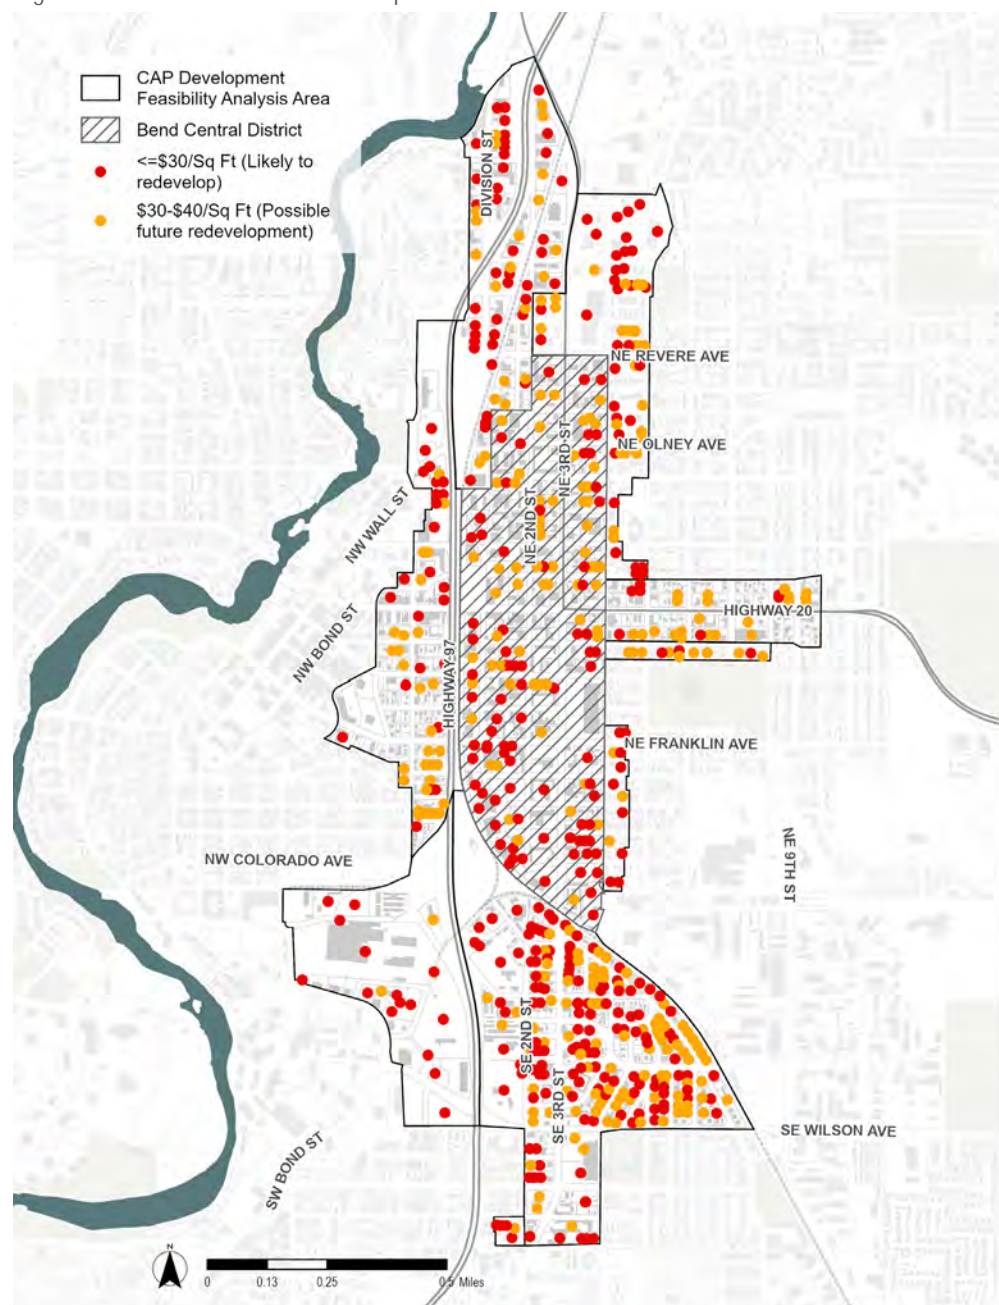 CAP Development
Feasibility Analysis Area
Bend Central District
<=$30/Sq Ft (Likely to
redevelop)
$30-$40/Sq Ft (Possible
future redevelopment)
DIVISION ST
NE REVERE AVE
NE 3RD ST
NE OLNEY AVE
NW WALL ST
NE 2ND ST
HIGHWAY 20
NW BOND ST
HIGHWAY 97
NE FRANKLIN AVE
NW COLORADO AVE
NE 9TH ST
SE 2ND ST
SE 3RD ST
SE WILSON AVE
SW BOND ST
N
0 0.13 0.25 0.5 Miles